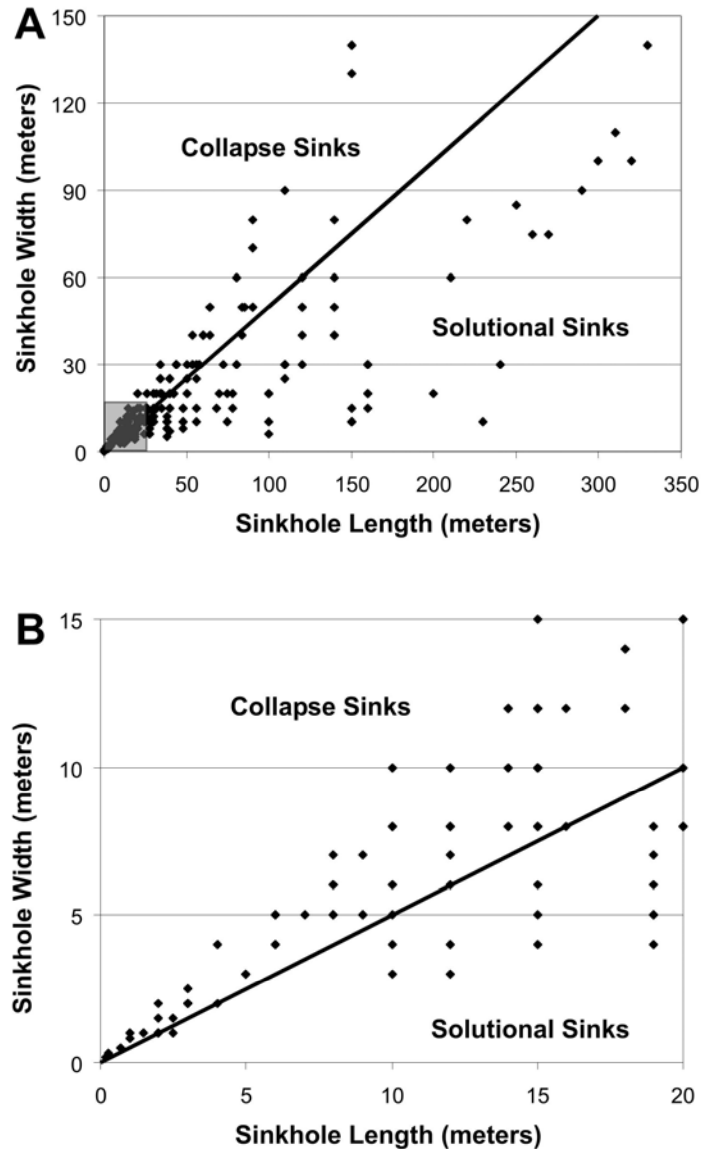 A
150
120
90
60
30
0
Sinkhole Width (meters)
Collapse Sinks
Solutional Sinks
0 50 100 150 200 250 300 350
Sinkhole Length (meters)
B
15
10
5
0
Sinkhole Width (meters)
Collapse Sinks
Solutional Sinks
0 5 10 15 20
Sinkhole Length (meters)